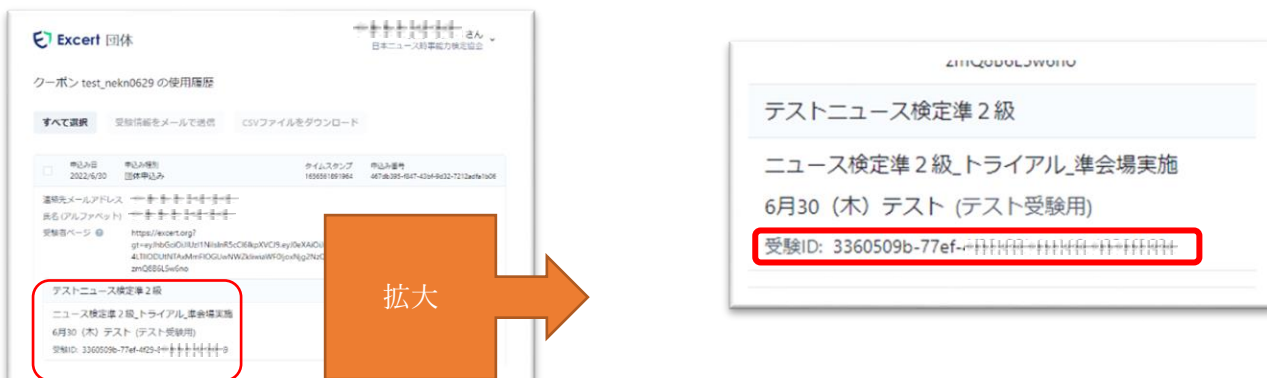 Excert 団体
さん
日本ニュース時事能力検定協会
クーポン test_nekn0629 の使用履歴
すべて選択 受験情報をメールで送信 CSVファイルをダウンロード
申込み日 申込み種別 タイムスタンプ 申込み番号
2022/6/30 団体申込み 1656561891964 467db395-f847-43bf-9d32-7212adfa1b06
連絡先メールアドレス
氏名 (アルファベット)
受験者ページ https://excert.org?
zmQ8B6L5w6no
テストニュース検定準2級
ニュース検定準2級_トライアル_準会場実施
6月30（木）テスト (テスト受験用)
受験ID: 3360509b-77ef-4f29-
拡大
zmQ8B6L5w6no
テストニュース検定準2級
ニュース検定準2級_トライアル_準会場実施
6月30（木）テスト (テスト受験用)
受験ID: 3360509b-77ef-